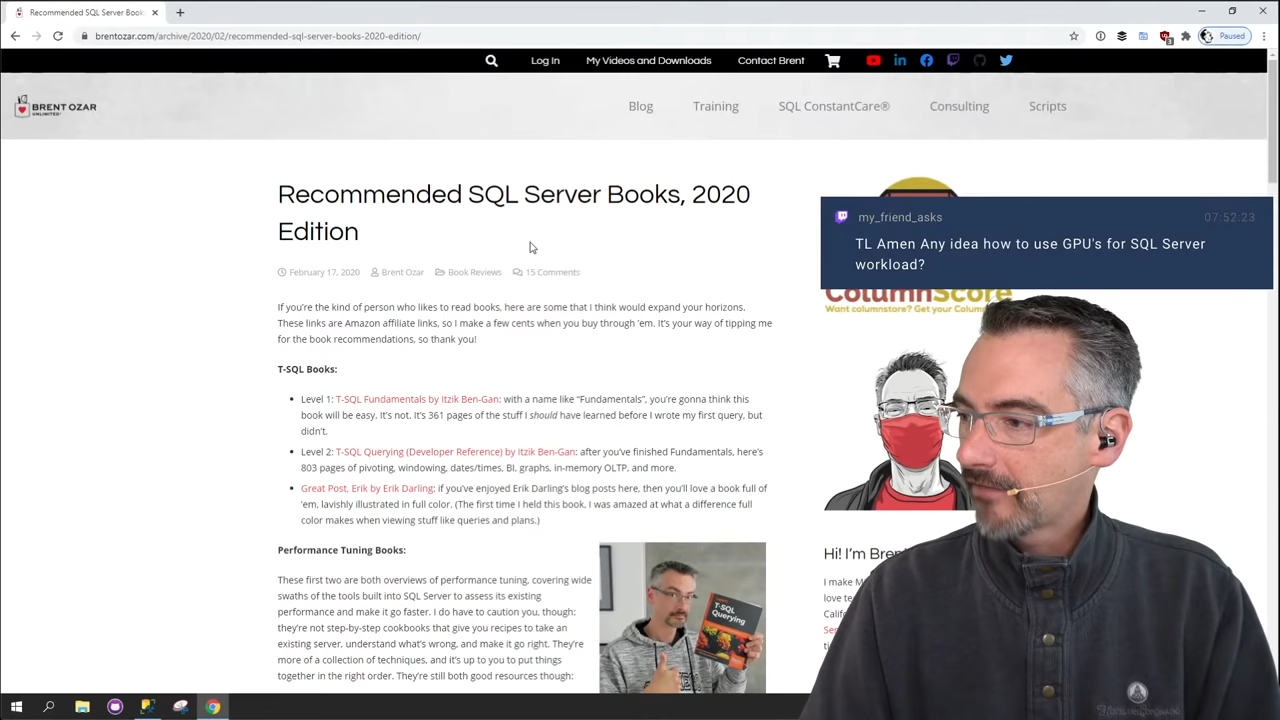 Recommended SQL Server Books
brentozar.com/archive/2020/02/recommended-sql-server-books-2020-edition/
Paused
Log In
My Videos and Downloads
Contact Brent
BRENT OZAR
UNLIMITED
Blog
Training
SQL ConstantCare®
Consulting
Scripts
Recommended SQL Server Books, 2020
Edition
February 17, 2020
Brent Ozar
Book Reviews
15 Comments
If you're the kind of person who likes to read books, here are some that I think would expand your horizons.
These links are Amazon affiliate links, so I make a few cents when you buy through 'em. It's your way of tipping me
for the book recommendations, so thank you!
T-SQL Books:
Level 1: T-SQL Fundamentals by Itzik Ben-Gan: with a name like "Fundamentals", you're gonna think this
book will be easy. It's not. It's 361 pages of the stuff I should have learned before I wrote my first query, but
didn't.
Level 2: T-SQL Querying (Developer Reference) by Itzik Ben-Gan: after you've finished Fundamentals, here's
803 pages of pivoting, windowing, dates/times, BI, graphs, in-memory OLTP, and more.
Great Post, Erik by Erik Darling: if you've enjoyed Erik Darling's blog posts here, then you'll love a book full of
'em, lavishly illustrated in full color. (The first time I held this book, I was amazed at what a difference full
color makes when viewing stuff like queries and plans.)
Performance Tuning Books:
These first two are both overviews of performance tuning, covering wide
swaths of the tools built into SQL Server to assess its existing
performance and make it go faster. I do have to caution you, though:
they're not step-by-step cookbooks that give you recipes to take an
existing server, understand what's wrong, and make it go right. They're
more of a collection of techniques, and it's up to you to put things
together in the right order. They're still both good resources though:
T-SQL
Querying
my_friend_asks
07:52:23
TL Amen Any idea how to use GPU's for SQL Server
workload?
ColumnScore
Want columnstore? Get your Colum
Hi! I'm Bren
I make M
love te
Califo
Se